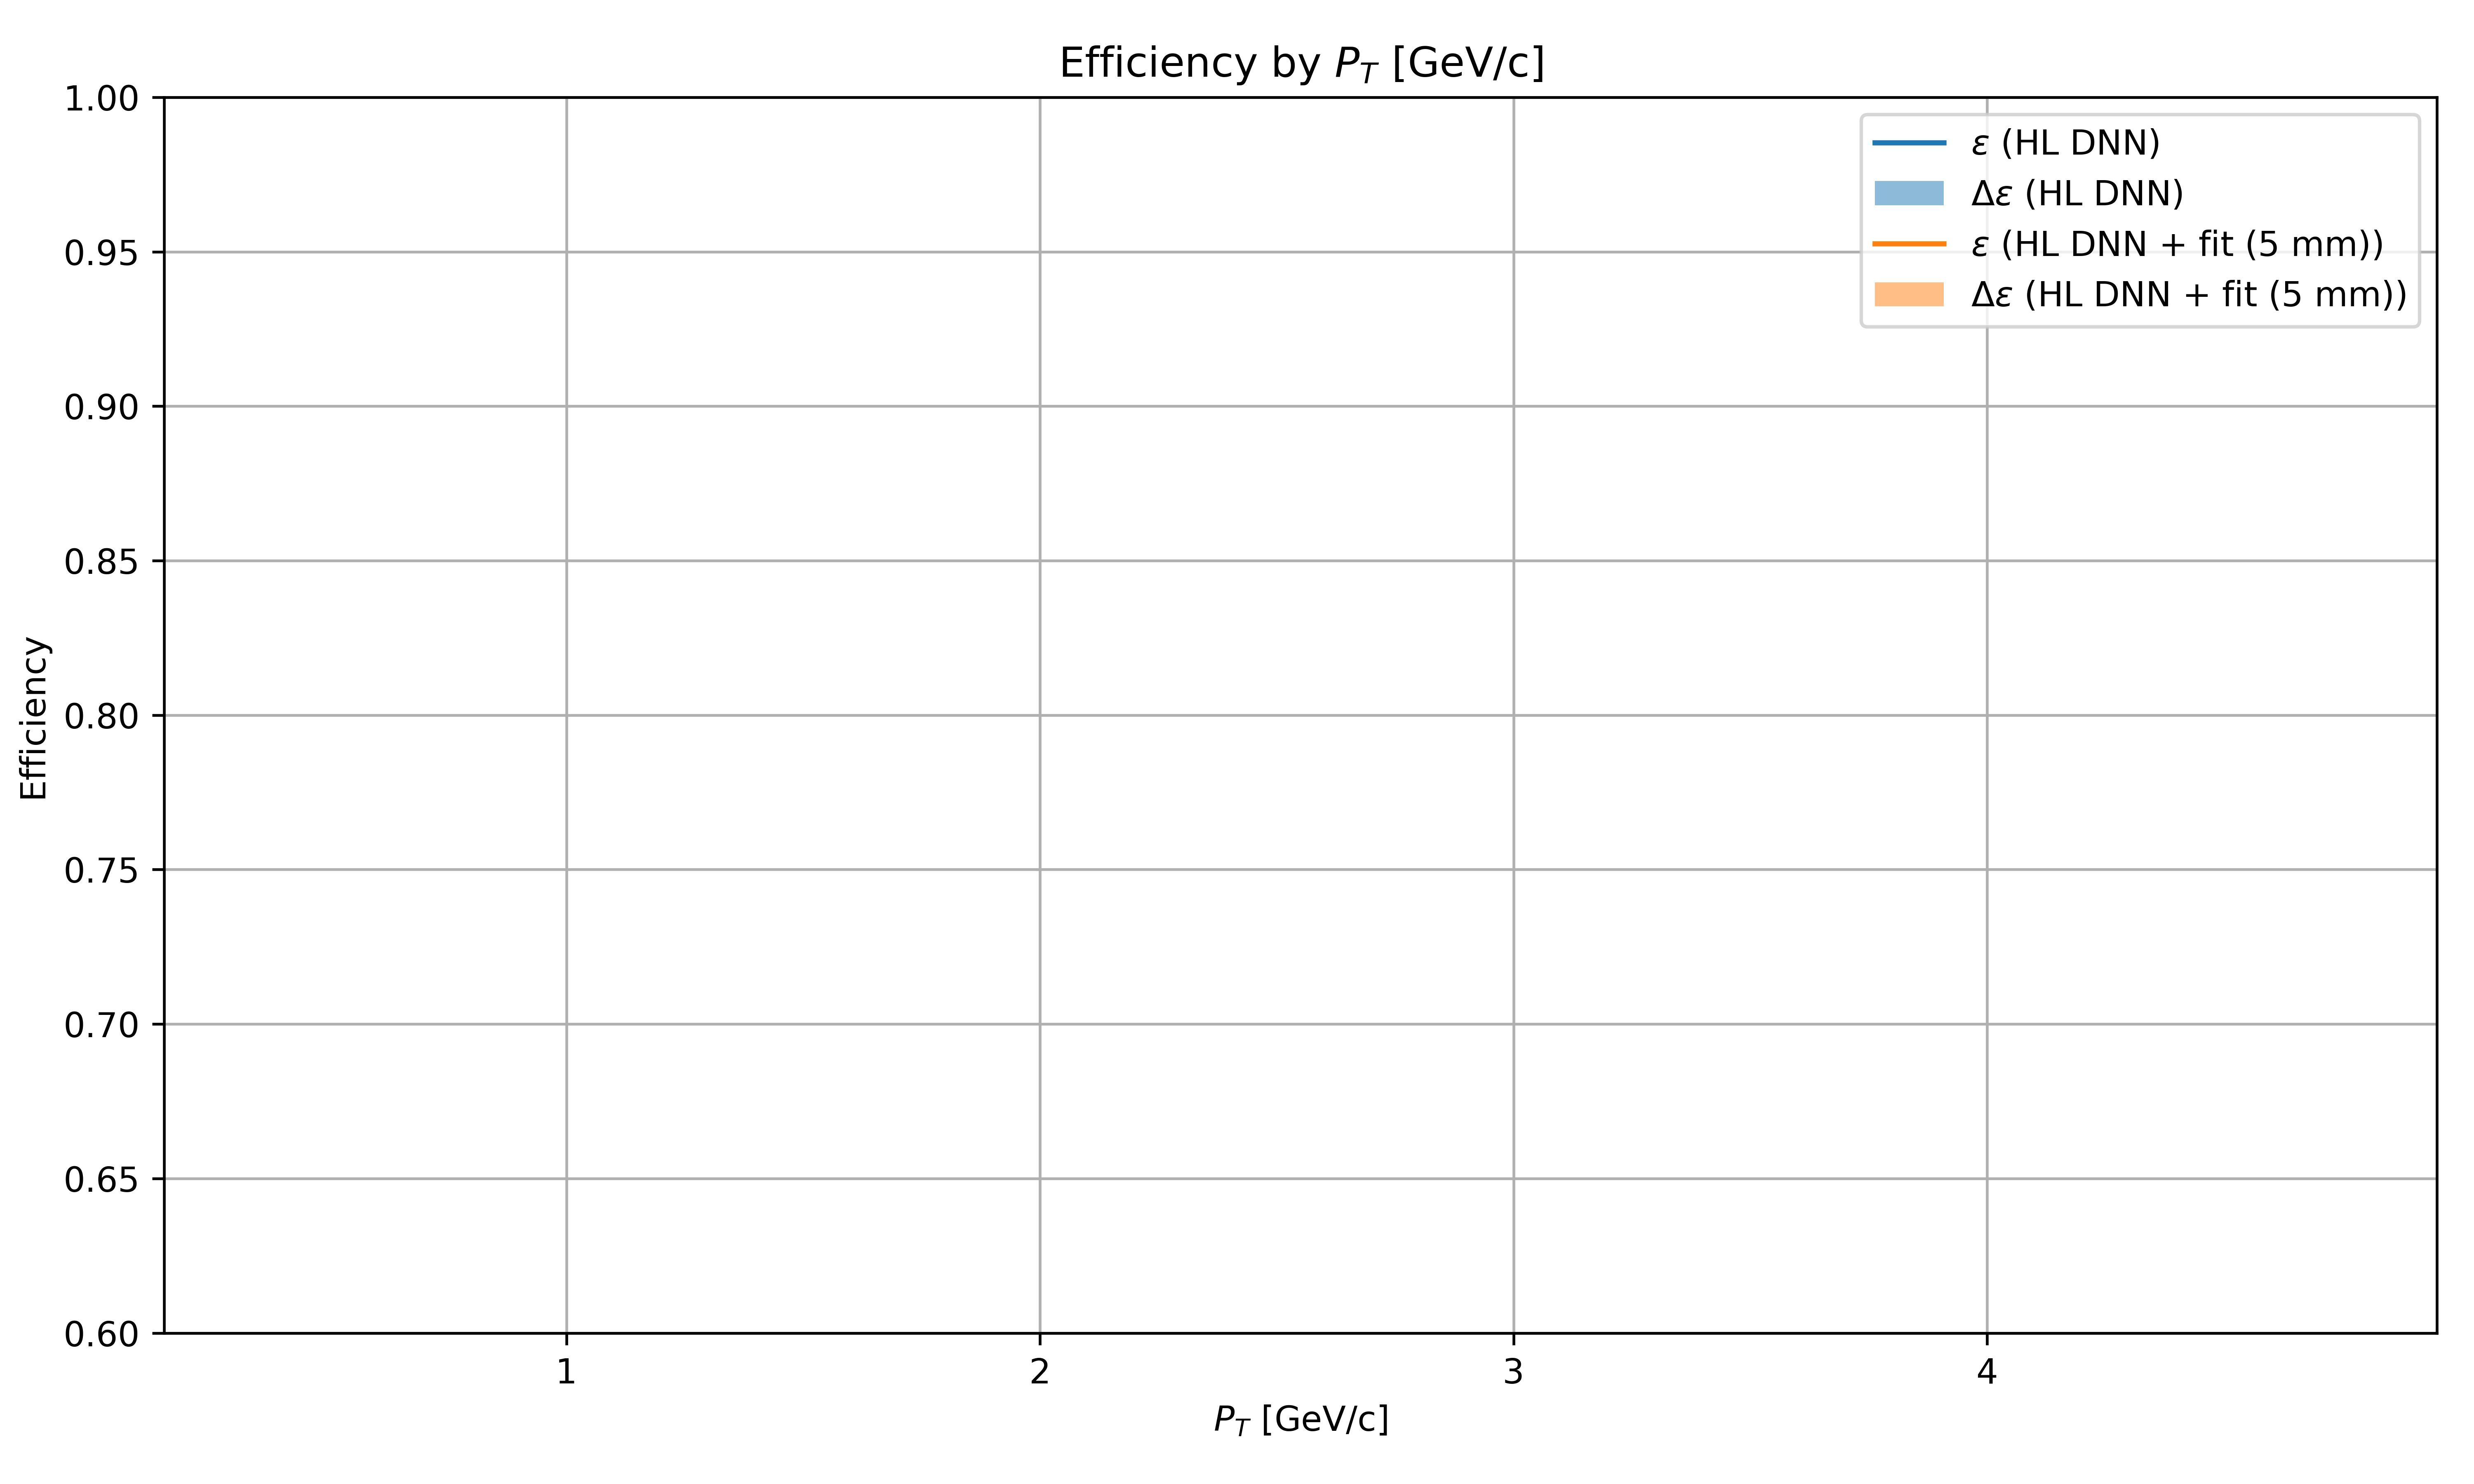 Efficiency by P_T [GeV/c]
1.00
0.95
0.90
0.85
0.80
0.75
0.70
0.65
0.60
Efficiency
ε (HL DNN)
Δε (HL DNN)
ε (HL DNN + fit (5 mm))
Δε (HL DNN + fit (5 mm))
1 2 3 4
P_T [GeV/c]